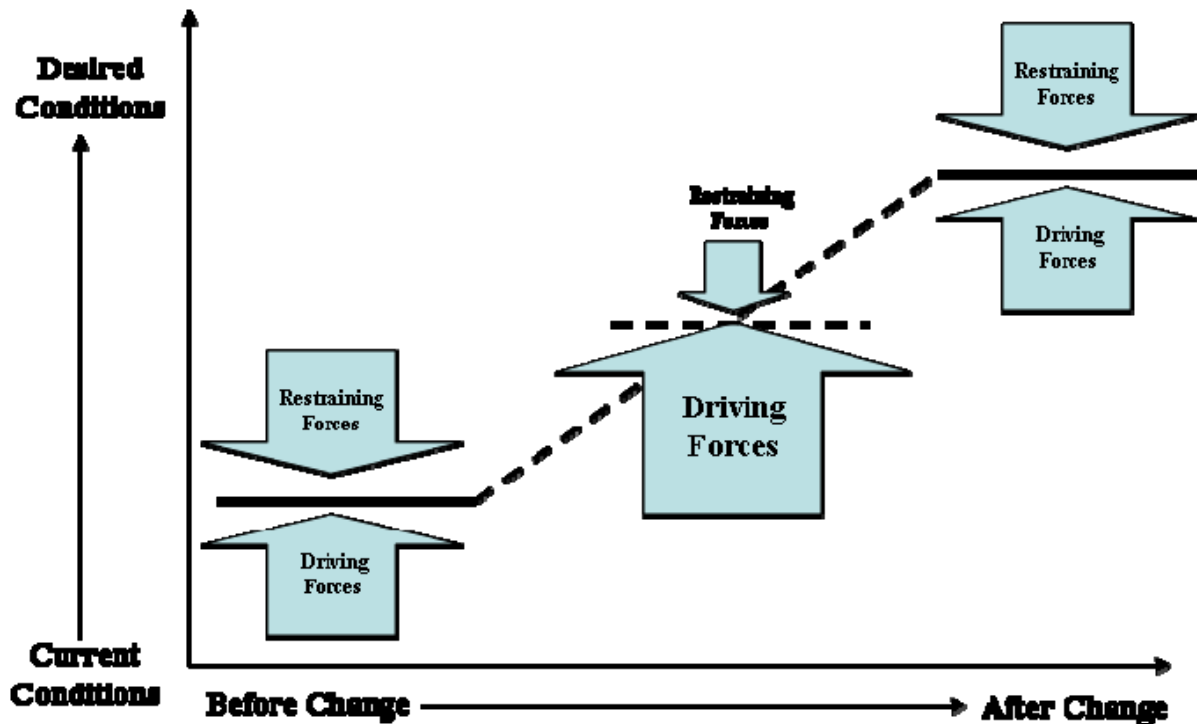 Desired
Conditions
Restraining
Forces
Restraining
Forces
Driving
Forces
Restraining
Forces
Driving
Forces
Driving
Forces
Current
Conditions
Before Change
After Change